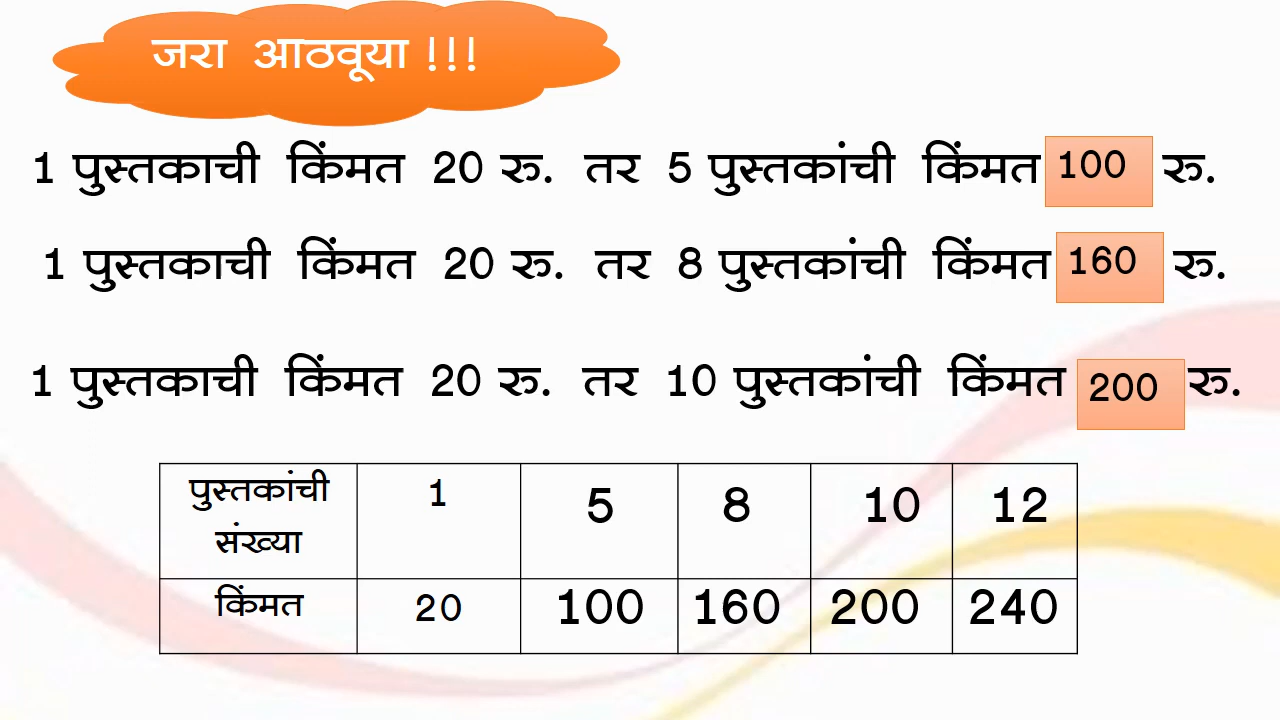 जरा आठवूया !!!
1 पुस्तकाची किंमत 20 रु. तर 5 पुस्तकांची किंमत 100 रु.
1 पुस्तकाची किंमत 20 रु. तर 8 पुस्तकांची किंमत 160 रु.
1 पुस्तकाची किंमत 20 रु. तर 10 पुस्तकांची किंमत 200 रु.
पुस्तकांची संख्या 1 5 8 10 12
किंमत 20 100 160 200 240